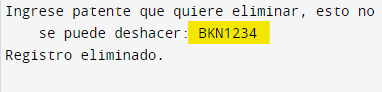 Ingrese patente que quiere eliminar, esto no
se puede deshacer: BKN1234
Registro eliminado.